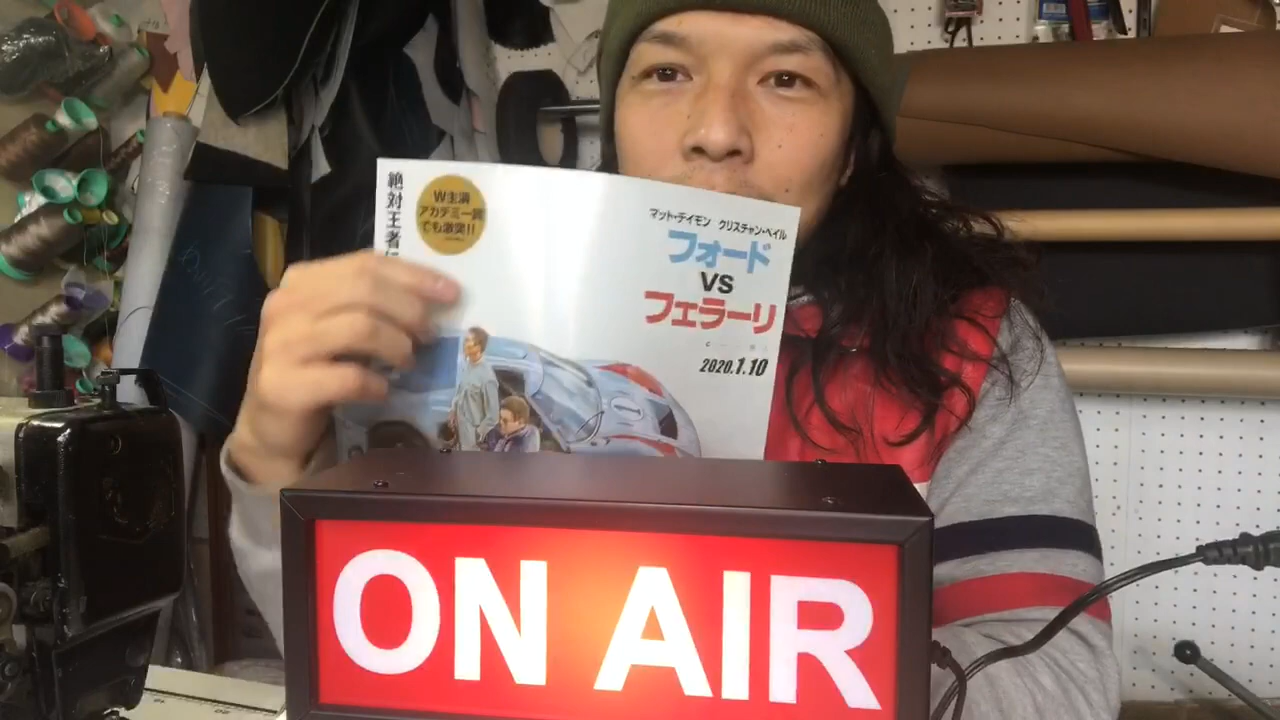 絶対王者に
W主演
アカデミー賞
でも激突!!
マット・デイモン クリスチャン・ベイル
フォード
VS
フェラーリ
2020.1.10
ON AIR